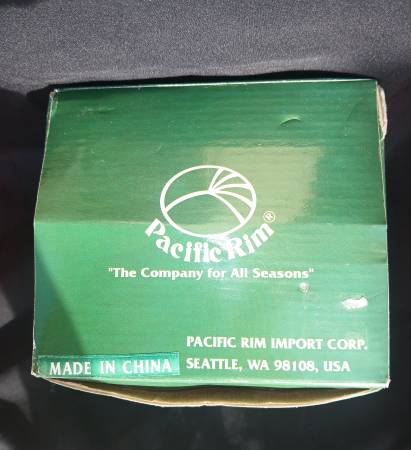 Pacific Rim®
"The Company for All Seasons"
PACIFIC RIM IMPORT CORP.
MADE IN CHINA SEATTLE, WA 98108, USA